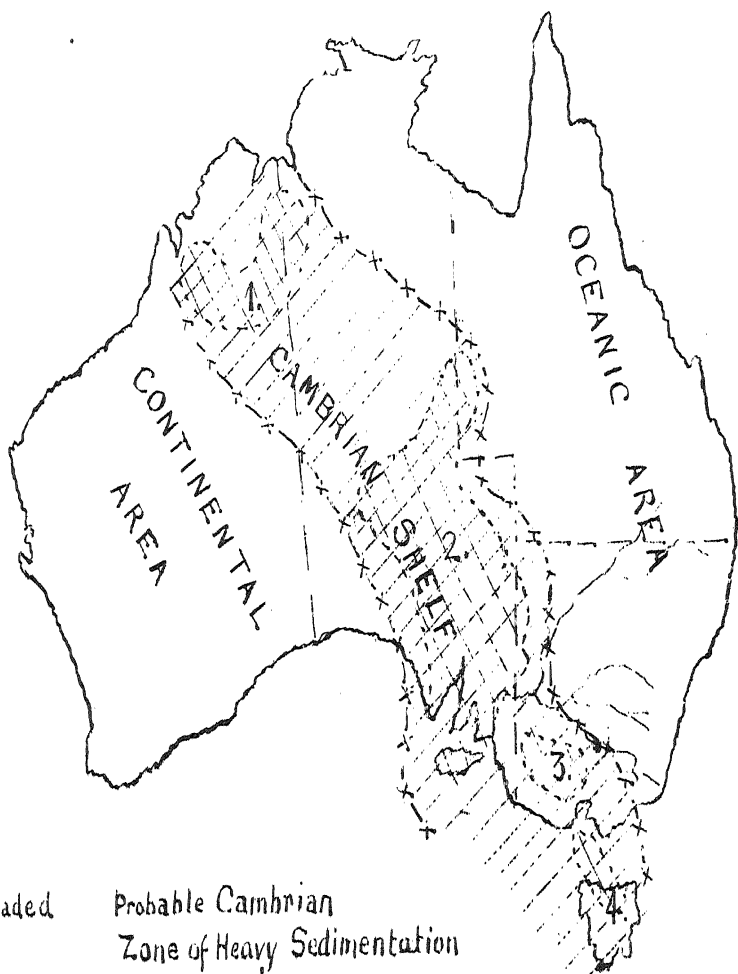 OCEANIC AREA
1.
CAMBRIAN SHELF
CONTINENTAL
AREA
2.
3.
4.
aded Probable Cambrian
Zone of Heavy Sedimentation